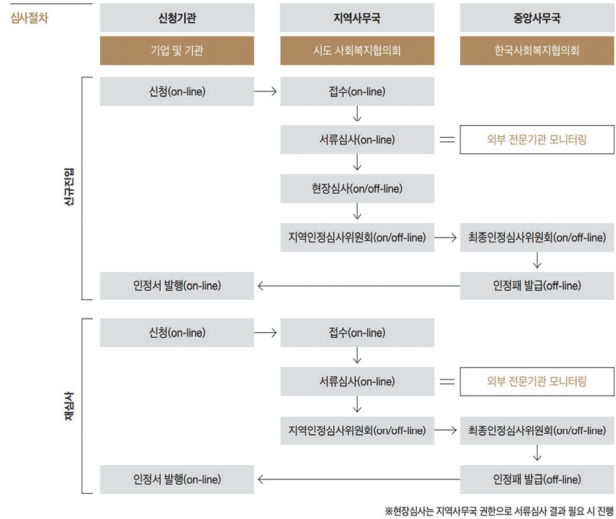 심사절차
신청기관 지역사무국 중앙사무국
기업 및 기관 시도 사회복지협의회 한국사회복지협의회
신규진입
신청(on-line) 접수(on-line)
서류심사(on-line) 외부 전문기관 모니터링
현장심사(on/off-line)
지역인정심사위원회(on/off-line) 최종인정심사위원회(on/off-line)
인정서 발행(on-line) 인정패 발급(off-line)
재심사
신청(on-line) 접수(on-line)
서류심사(on-line) 외부 전문기관 모니터링
지역인정심사위원회(on/off-line) 최종인정심사위원회(on/off-line)
인정서 발행(on-line) 인정패 발급(off-line)
※현장심사는 지역사무국 권한으로 서류심사 결과 필요 시 진행